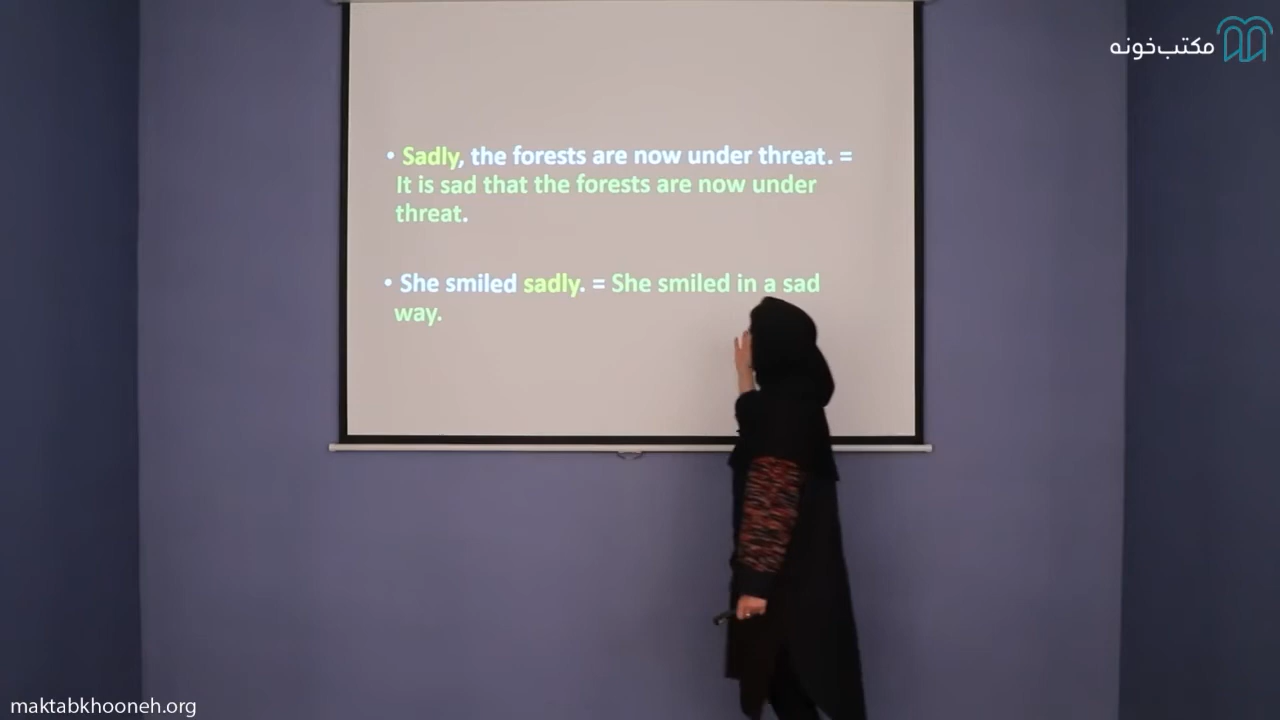 مکتب‌خونه
• Sadly, the forests are now under threat. =
It is sad that the forests are now under
threat.
• She smiled sadly. = She smiled in a sad
way.
maktabkhooneh.org